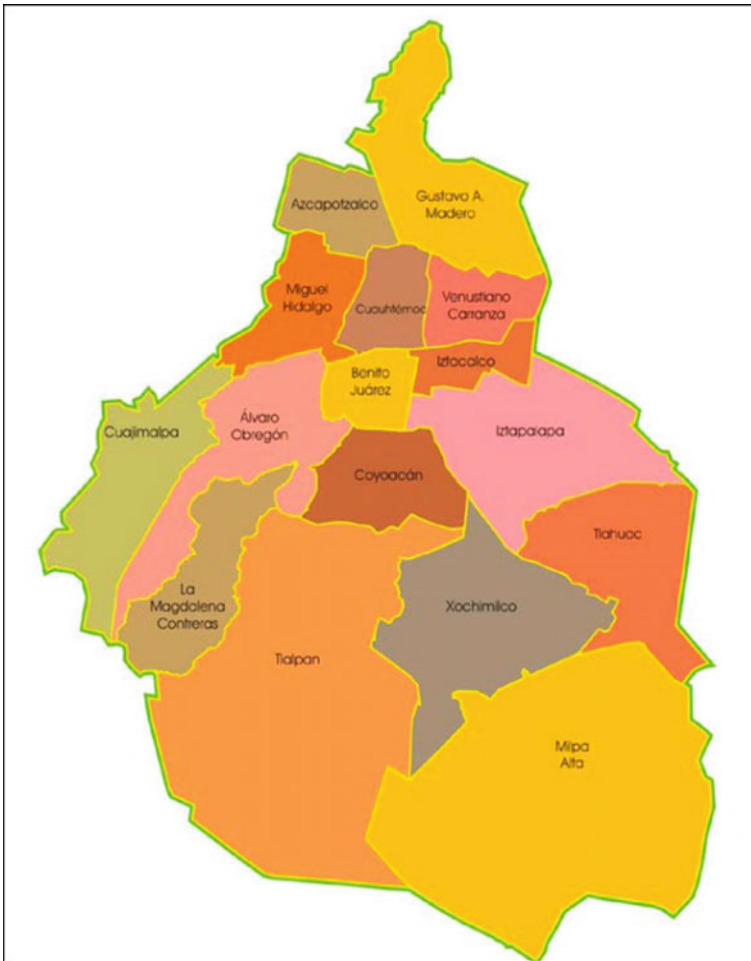 Gustavo A.
Madero
Azcapotzalco
Miguel
Hidalgo
Cuauhtémoc
Venustiano
Carranza
Iztacalco
Benito
Juárez
Álvaro
Obregón
Cuajimalpa
Iztapalapa
Coyoacán
Tlahuac
La
Magdalena
Contreras
Xochimilco
Tlalpan
Milpa
Alta